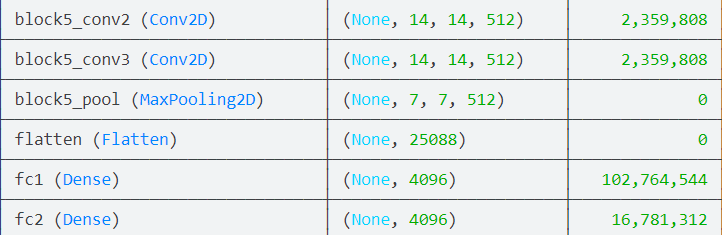 block5_conv2 (Conv2D) (None, 14, 14, 512) 2,359,808
block5_conv3 (Conv2D) (None, 14, 14, 512) 2,359,808
block5_pool (MaxPooling2D) (None, 7, 7, 512) 0
flatten (Flatten) (None, 25088) 0
fc1 (Dense) (None, 4096) 102,764,544
fc2 (Dense) (None, 4096) 16,781,312